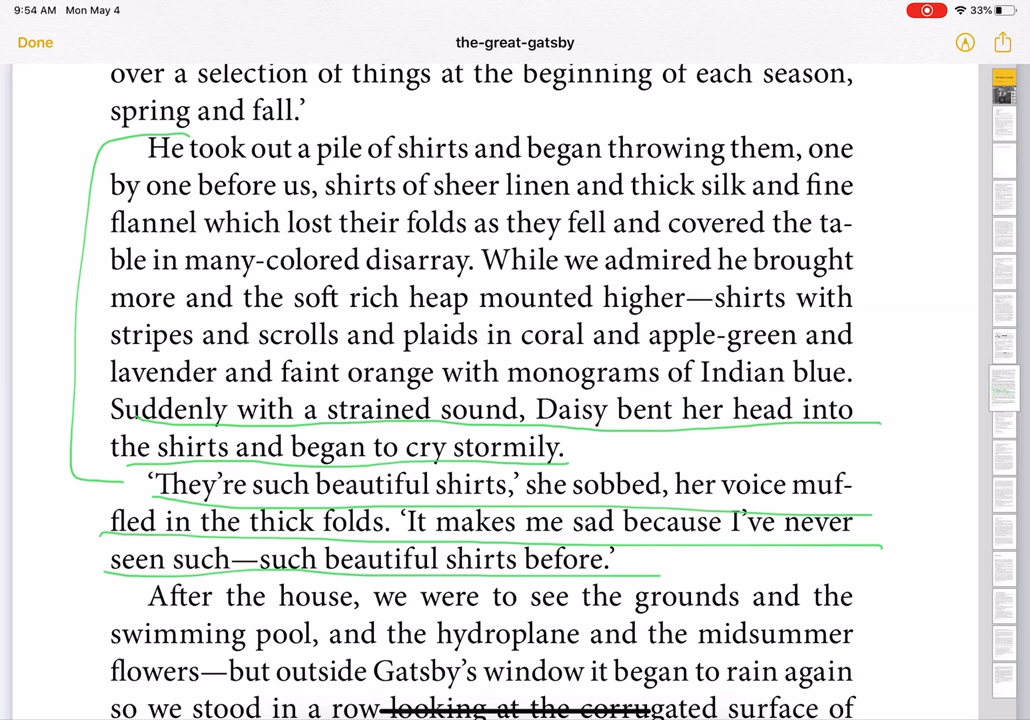 9:54 AM Mon May 4
33%
Done
the-great-gatsby
over a selection of things at the beginning of each season,
spring and fall.’
He took out a pile of shirts and began throwing them, one
by one before us, shirts of sheer linen and thick silk and fine
flannel which lost their folds as they fell and covered the ta-
ble in many-colored disarray. While we admired he brought
more and the soft rich heap mounted higher—shirts with
stripes and scrolls and plaids in coral and apple-green and
lavender and faint orange with monograms of Indian blue.
Suddenly with a strained sound, Daisy bent her head into
the shirts and began to cry stormily.
‘They’re such beautiful shirts,’ she sobbed, her voice muf-
fled in the thick folds. ‘It makes me sad because I’ve never
seen such—such beautiful shirts before.’
After the house, we were to see the grounds and the
swimming pool, and the hydroplane and the midsummer
flowers—but outside Gatsby’s window it began to rain again
so we stood in a row looking at the corrugated surface of